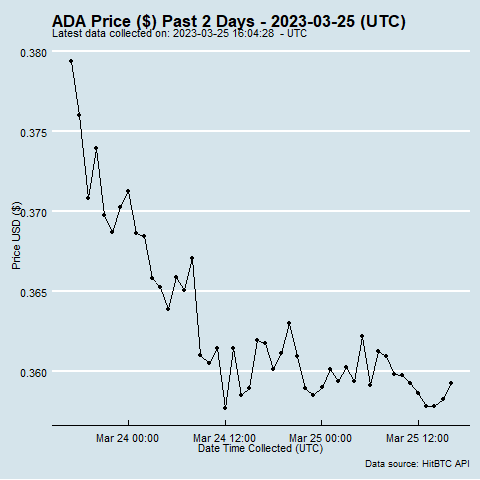 ADA Price ($) Past 2 Days - 2023-03-25 (UTC)
Latest data collected on: 2023-03-25 16:04:28  - UTC
0.380
0.375
0.370
0.365
0.360
Price USD ($)
Mar 24 00:00
Mar 24 12:00
Mar 25 00:00
Mar 25 12:00
Date Time Collected (UTC)
Data source: HitBTC API